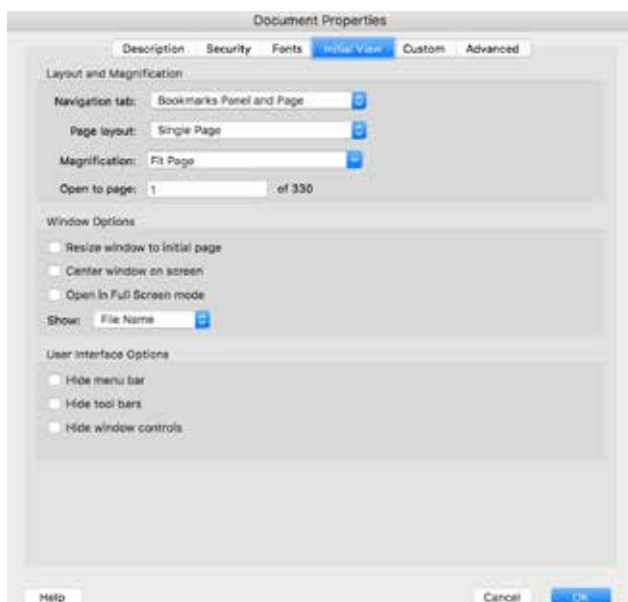 Document Properties
Description Security Fonts Initial View Custom Advanced
Layout and Magnification
Navigation tab: Bookmarks Panel and Page
Page layout: Single Page
Magnification: Fit Page
Open to page: 1 of 330
Window Options
Resize window to initial page
Center window on screen
Open in Full Screen mode
Show: File Name
User Interface Options
Hide menu bar
Hide tool bars
Hide window controls
Help Cancel OK